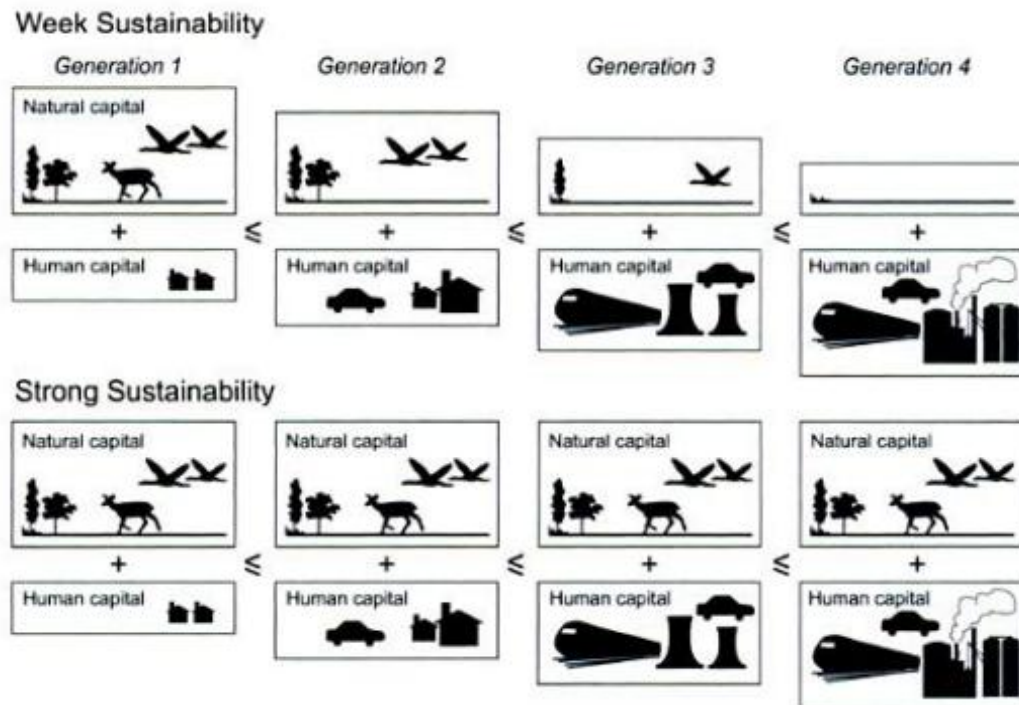 Week Sustainability
Generation 1 Generation 2 Generation 3 Generation 4
Natural capital
+ ≤ + ≤ + ≤ +
Human capital Human capital Human capital Human capital
Strong Sustainability
Natural capital Natural capital Natural capital Natural capital
+ ≤ + ≤ + ≤ +
Human capital Human capital Human capital Human capital